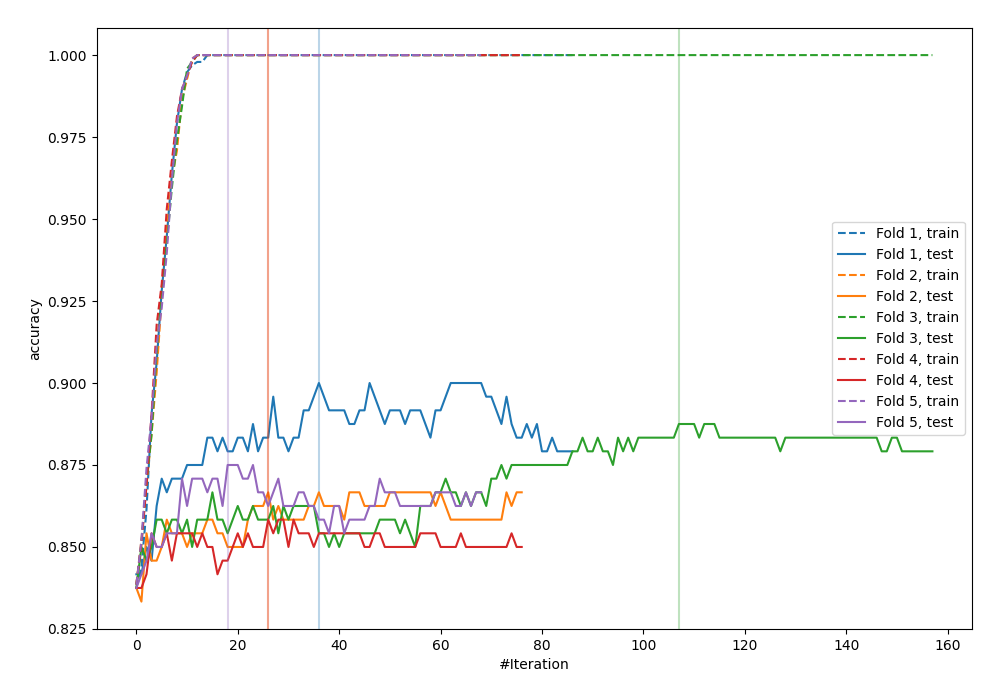 1.000
0.975
0.950
0.925
0.900
0.875
0.850
0.825
accuracy
0 20 40 60 80 100 120 140 160
#Iteration
Fold 1, train
Fold 1, test
Fold 2, train
Fold 2, test
Fold 3, train
Fold 3, test
Fold 4, train
Fold 4, test
Fold 5, train
Fold 5, test